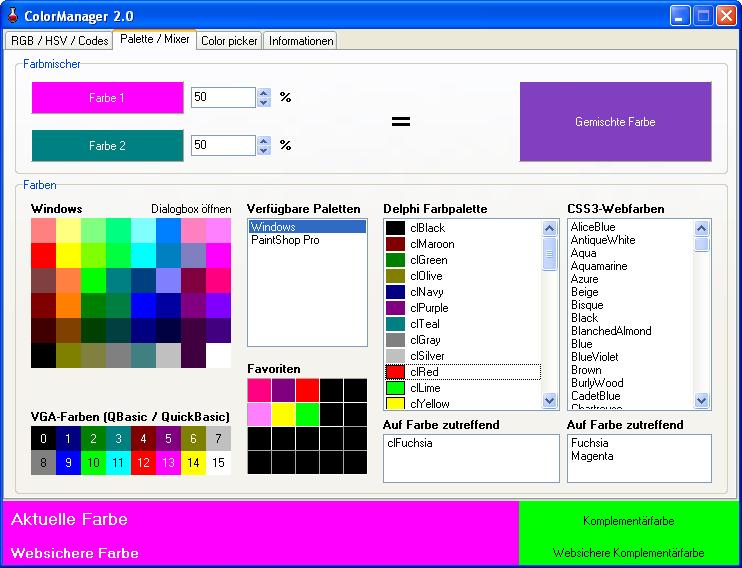 ColorManager 2.0
RGB / HSV / Codes
Palette / Mixer
Color picker
Informationen
Farbmischer
Farbe 1
50
%
=
Gemischte Farbe
Farbe 2
50
%
Farben
Windows
Dialogbox öffnen
Verfügbare Paletten
Windows
PaintShop Pro
Delphi Farbpalette
clBlack
clMaroon
clGreen
clOlive
clNavy
clPurple
clTeal
clGray
clSilver
clRed
clLime
clYellow
CSS3-Webfarben
AliceBlue
AntiqueWhite
Aqua
Aquamarine
Azure
Beige
Bisque
Black
BlanchedAlmond
Blue
BlueViolet
Brown
BurlyWood
CadetBlue
Chartreuse
Favoriten
VGA-Farben (QBasic / QuickBasic)
0 1 2 3 4 5 6 7
8 9 10 11 12 13 14 15
Auf Farbe zutreffend
clFuchsia
Auf Farbe zutreffend
Fuchsia
Magenta
Aktuelle Farbe
Komplementärfarbe
Websichere Farbe
Websichere Komplementärfarbe